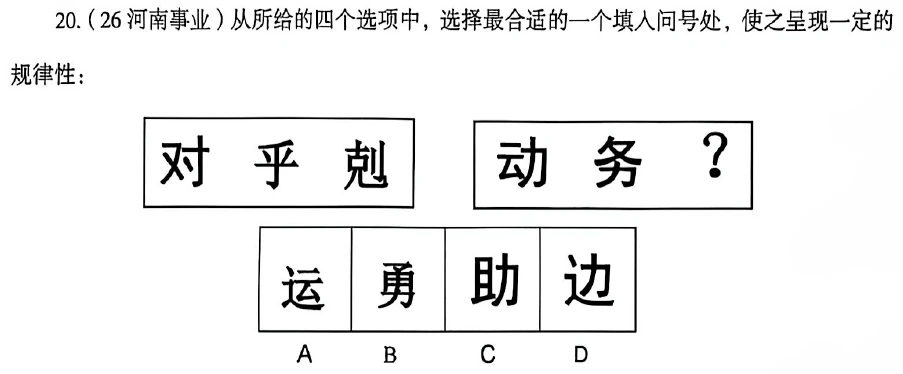 20.（26 河南事业）从所给的四个选项中，选择最合适的一个填入问号处，使之呈现一定的
规律性：
对 乎 剋 动 务 ？
运 勇 助 边
A B C D